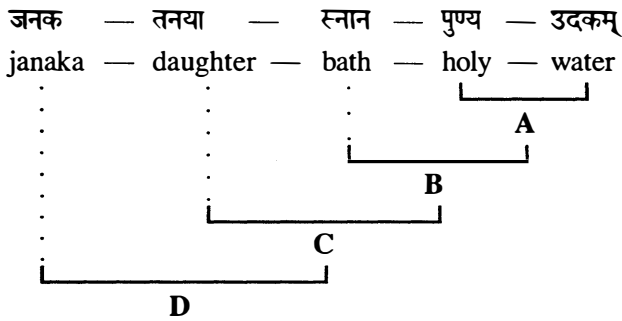 जनक — तनया — स्नान — पुण्य — उदकम्
janaka — daughter — bath — holy — water
A
B
C
D